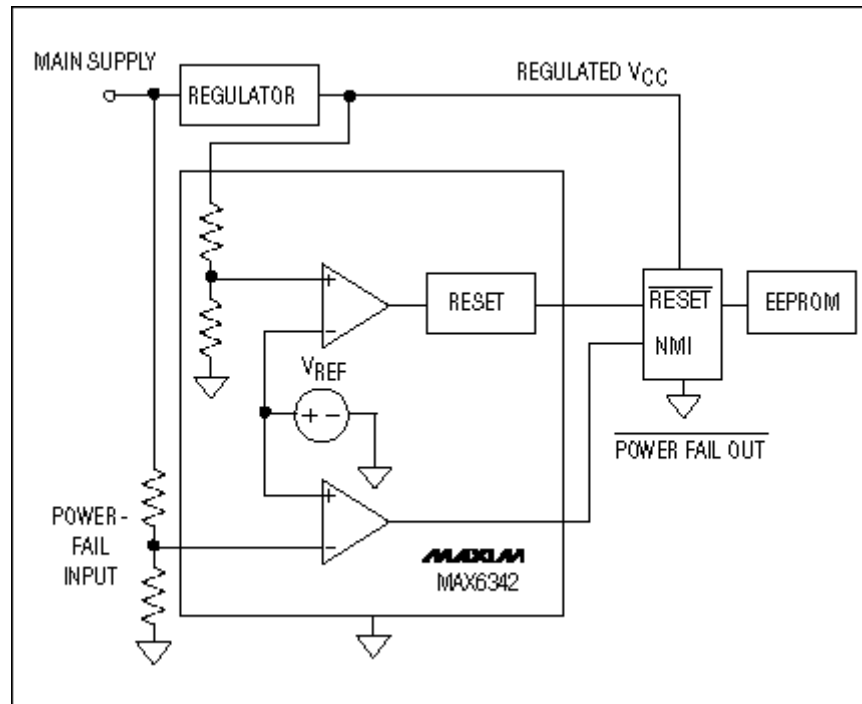 MAIN SUPPLY
REGULATOR
REGULATED VCC
+
−
RESET
RESET
NMI
EEPROM
VREF
+ −
POWER FAIL OUT
+
−
POWER -
FAIL
INPUT
MAXIM
MAX6342